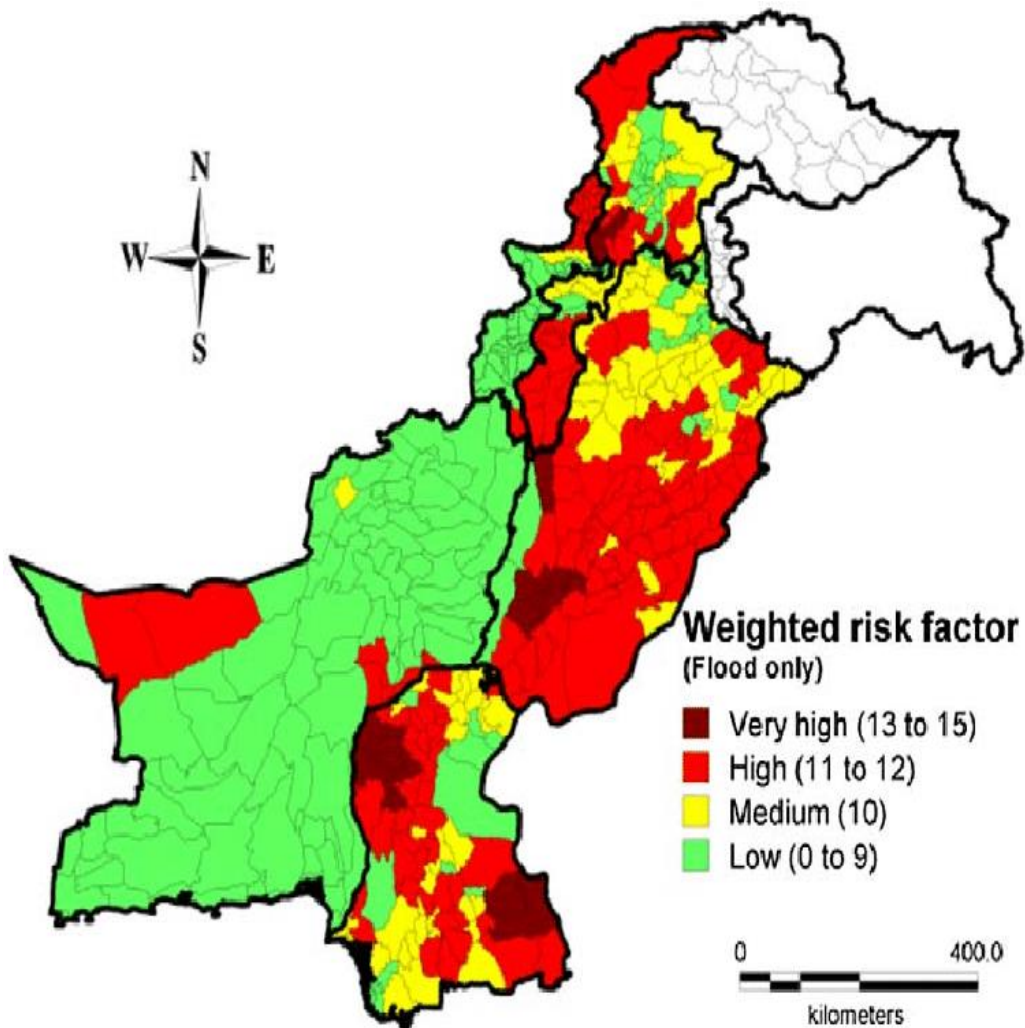 N
W E
S
Weighted risk factor
(Flood only)
Very high (13 to 15)
High (11 to 12)
Medium (10)
Low (0 to 9)
0 400.0
kilometers